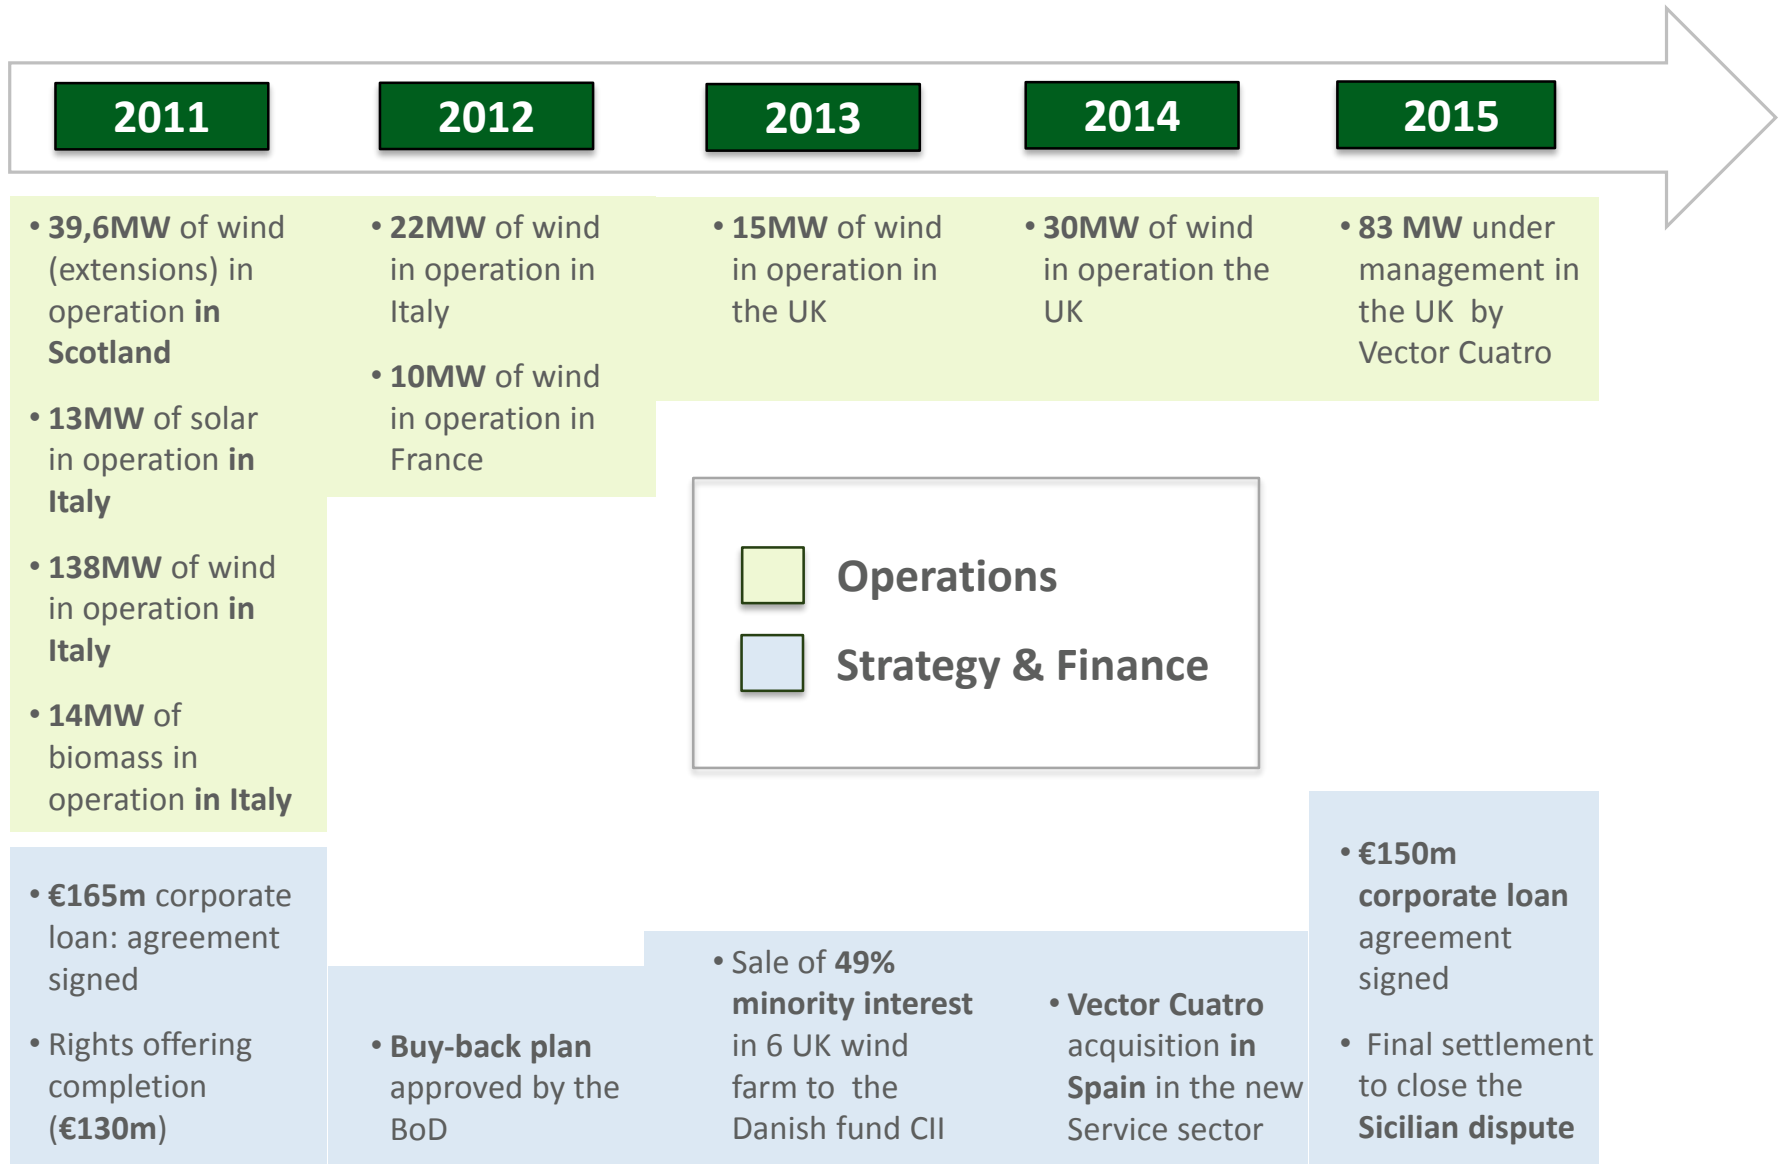 2011
2012
2013
2014
2015
• 39,6MW of wind
(extensions) in
operation in
Scotland
• 13MW of solar
in operation in
Italy
• 138MW of wind
in operation in
Italy
• 14MW of
biomass in
operation in Italy
• 22MW of wind
in operation in
Italy
• 10MW of wind
in operation in
France
• 15MW of wind
in operation in
the UK
• 30MW of wind
in operation the
UK
• 83 MW under
management in
the UK by
Vector Cuatro
Operations
Strategy & Finance
• €165m corporate
loan: agreement
signed
• Rights offering
completion
(€130m)
• Buy-back plan
approved by the
BoD
• Sale of 49%
minority interest
in 6 UK wind
farm to the
Danish fund CII
• Vector Cuatro
acquisition in
Spain in the new
Service sector
• €150m
corporate loan
agreement
signed
• Final settlement
to close the
Sicilian dispute